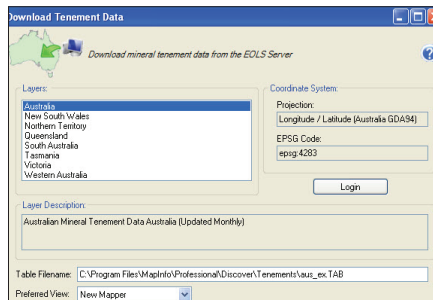 Download Tenement Data
Download mineral tenement data from the EOLS Server
?
Layers:
Australia
New South Wales
Northern Territory
Queensland
South Australia
Tasmania
Victoria
Western Australia
Coordinate System:
Projection:
Longitude / Latitude (Australia GDA94)
EPSG Code:
epsg:4283
Login
Layer Description:
Australian Mineral Tenement Data Australia (Updated Monthly)
Table Filename: C:\Program Files\MapInfo\Professional\Discover\Tenements\aus_ex.TAB
Preferred View: New Mapper